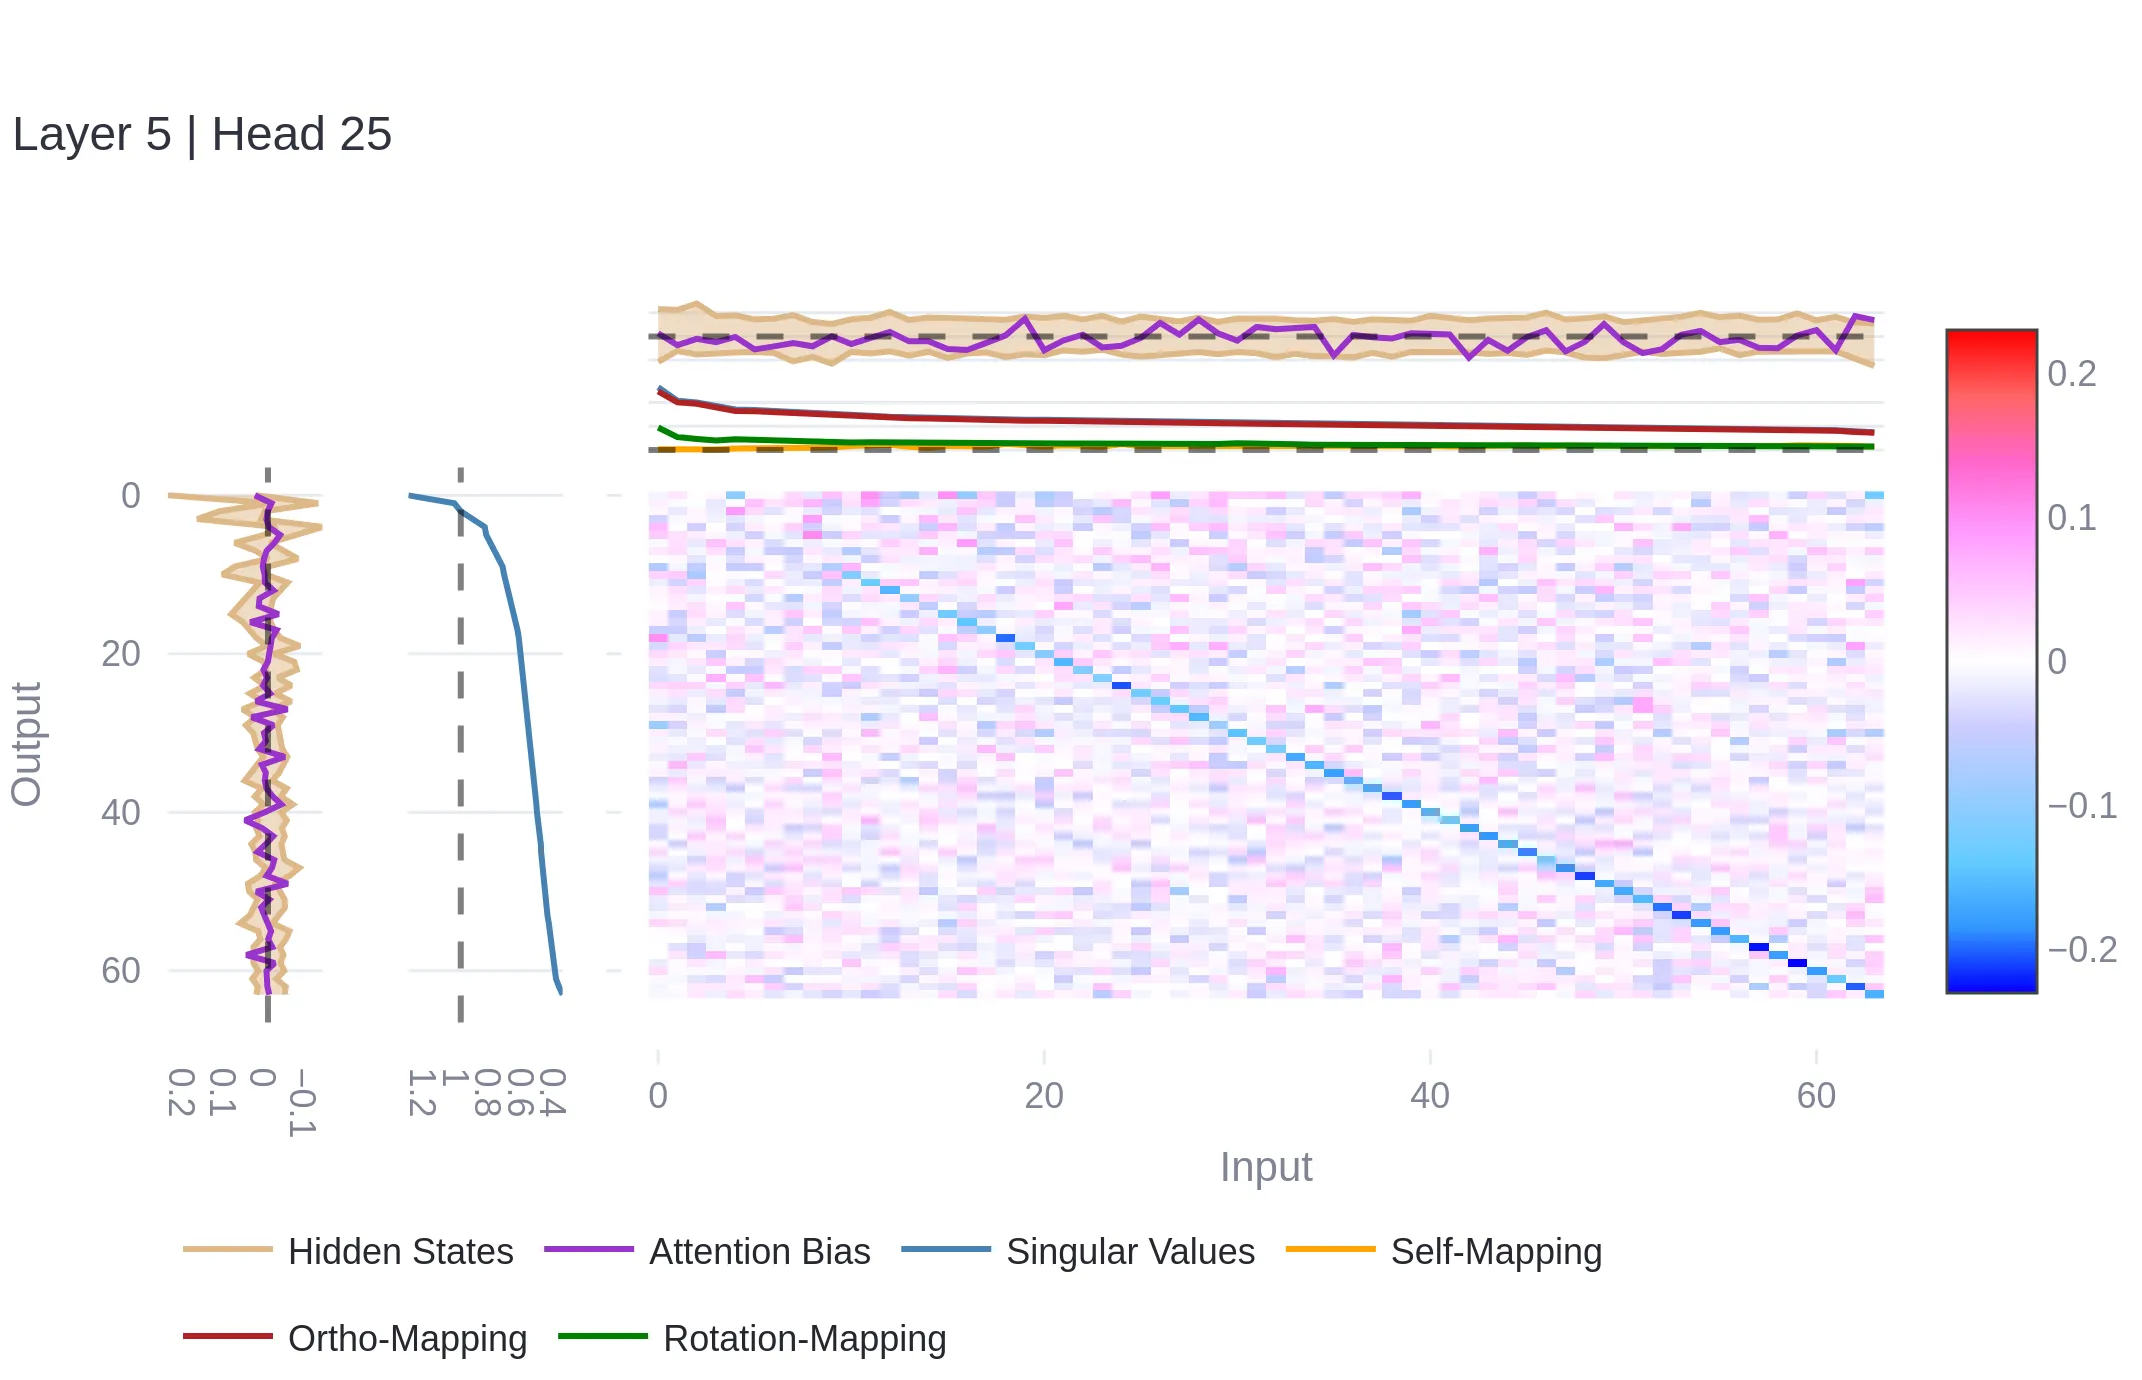 Layer 5 | Head 25
0
20
40
60
Output
0.2
0.1
0
−0.1
1.2
1
0.8
0.6
0.4
0
20
40
60
Input
0.2
0.1
0
−0.1
−0.2
Hidden States
Attention Bias
Singular Values
Self-Mapping
Ortho-Mapping
Rotation-Mapping